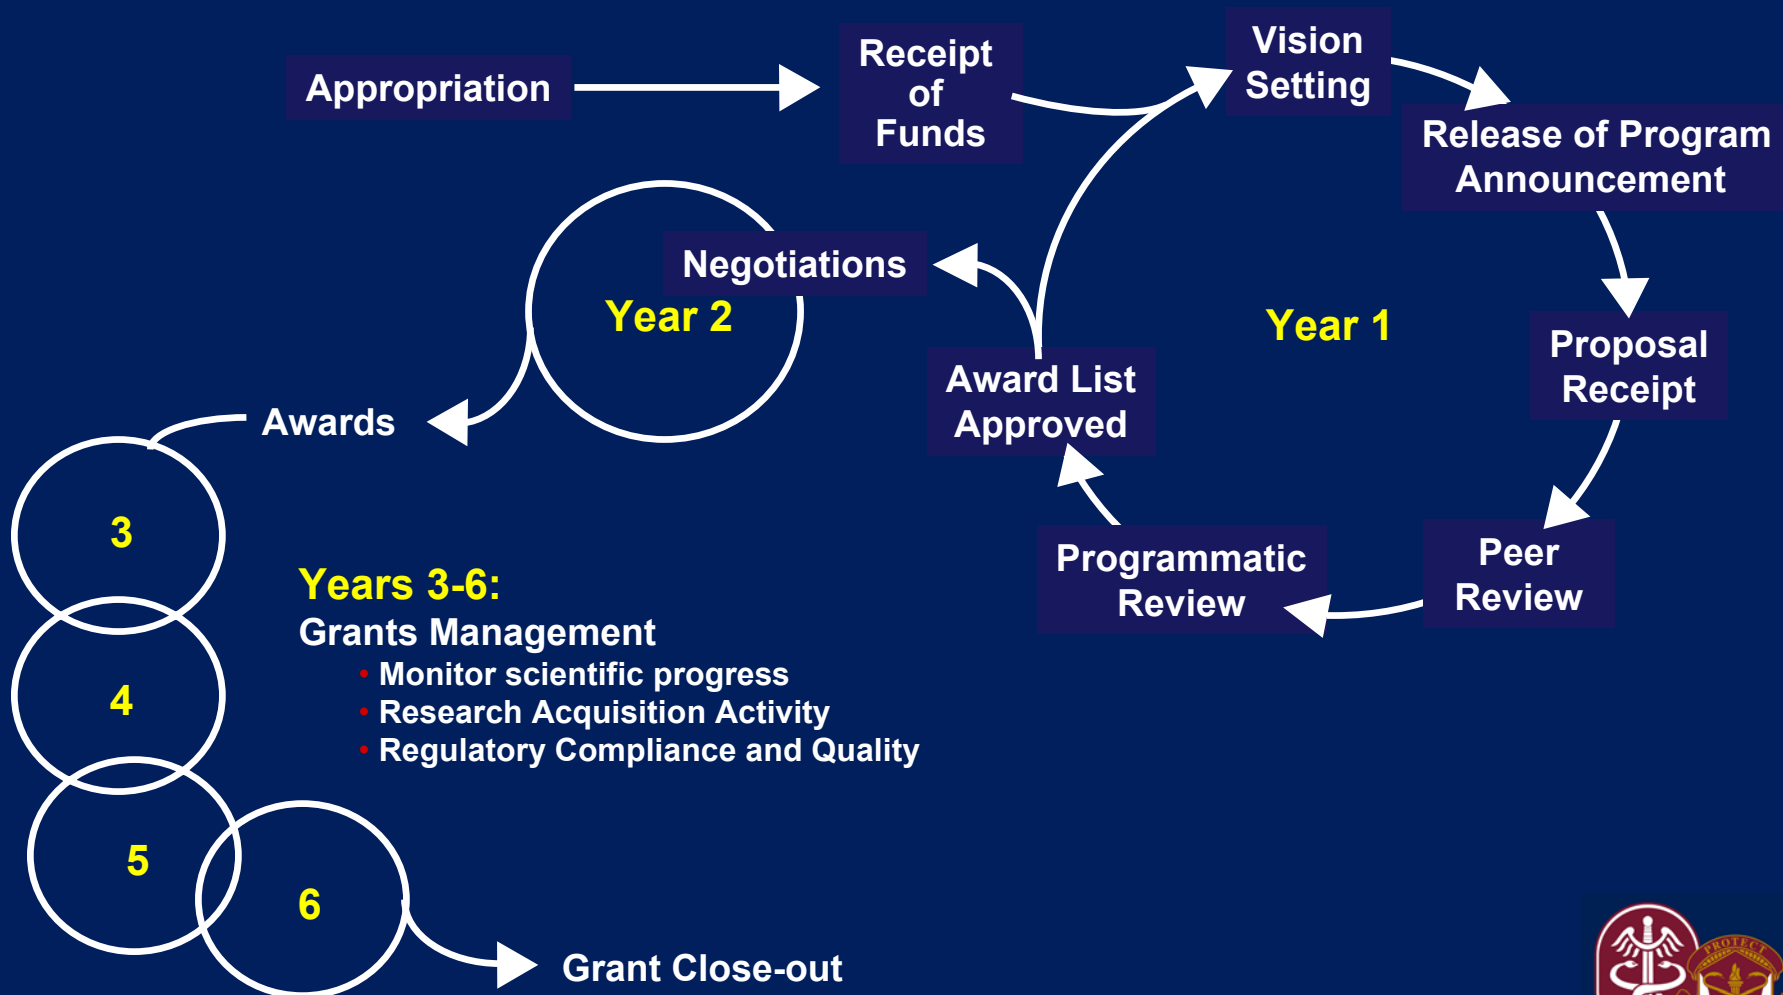 Appropriation
Receipt
of
Funds
Vision
Setting
Release of Program
Announcement
Negotiations
Year 2
Year 1
Proposal
Receipt
Award List
Approved
Awards
Peer
Review
Programmatic
Review
3
4
5
6
Years 3-6:
Grants Management
• Monitor scientific progress
• Research Acquisition Activity
• Regulatory Compliance and Quality
Grant Close-out
PROTECT